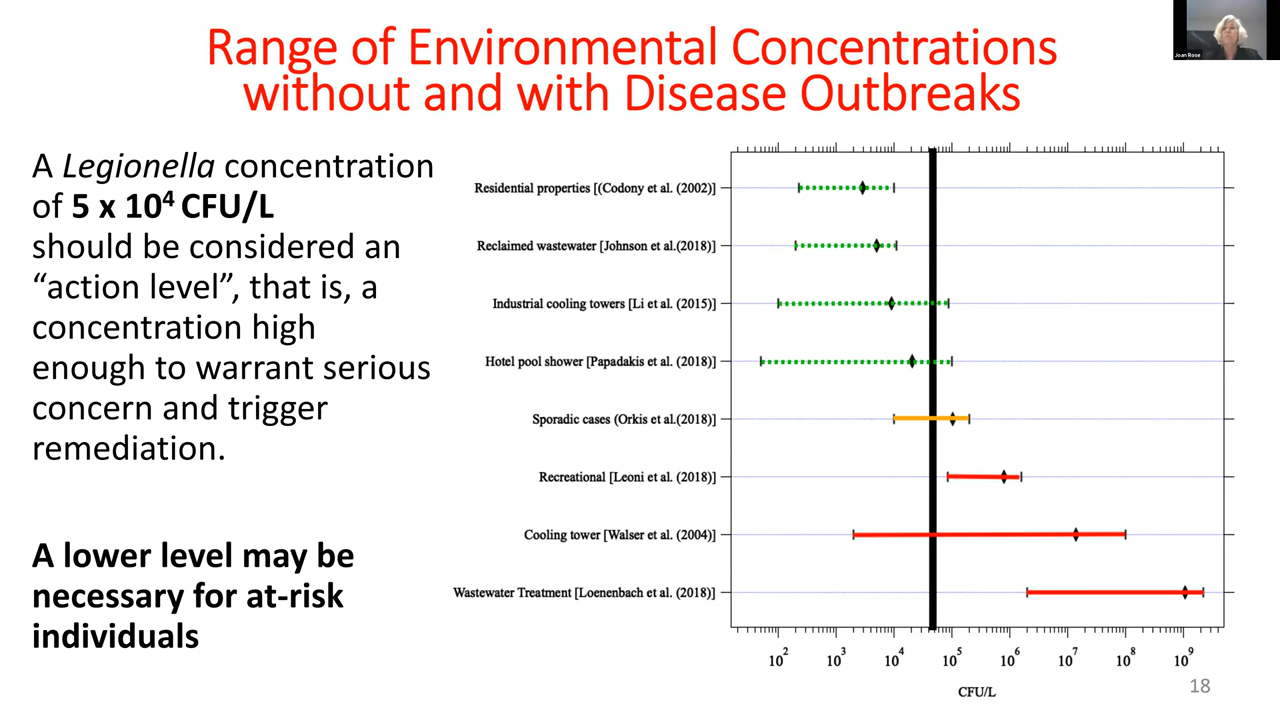 Range of Environmental Concentrations
without and with Disease Outbreaks
Joan Rose
A Legionella concentration
of 5 x 10⁴ CFU/L
should be considered an
“action level”, that is, a
concentration high
enough to warrant serious
concern and trigger
remediation.
A lower level may be
necessary for at-risk
individuals
Residential properties [(Codony et al. (2002)]
Reclaimed wastewater [Johnson et al.(2018)]
Industrial cooling towers [Li et al. (2015)]
Hotel pool shower [Papadakis et al. (2018)]
Sporadic cases (Orkis et al.(2018)]
Recreational [Leoni et al. (2018)]
Cooling tower [Walser et al. (2004)]
Wastewater Treatment [Loenenbach et al. (2018)]
10² 10³ 10⁴ 10⁵ 10⁶ 10⁷ 10⁸ 10⁹
CFU/L
18